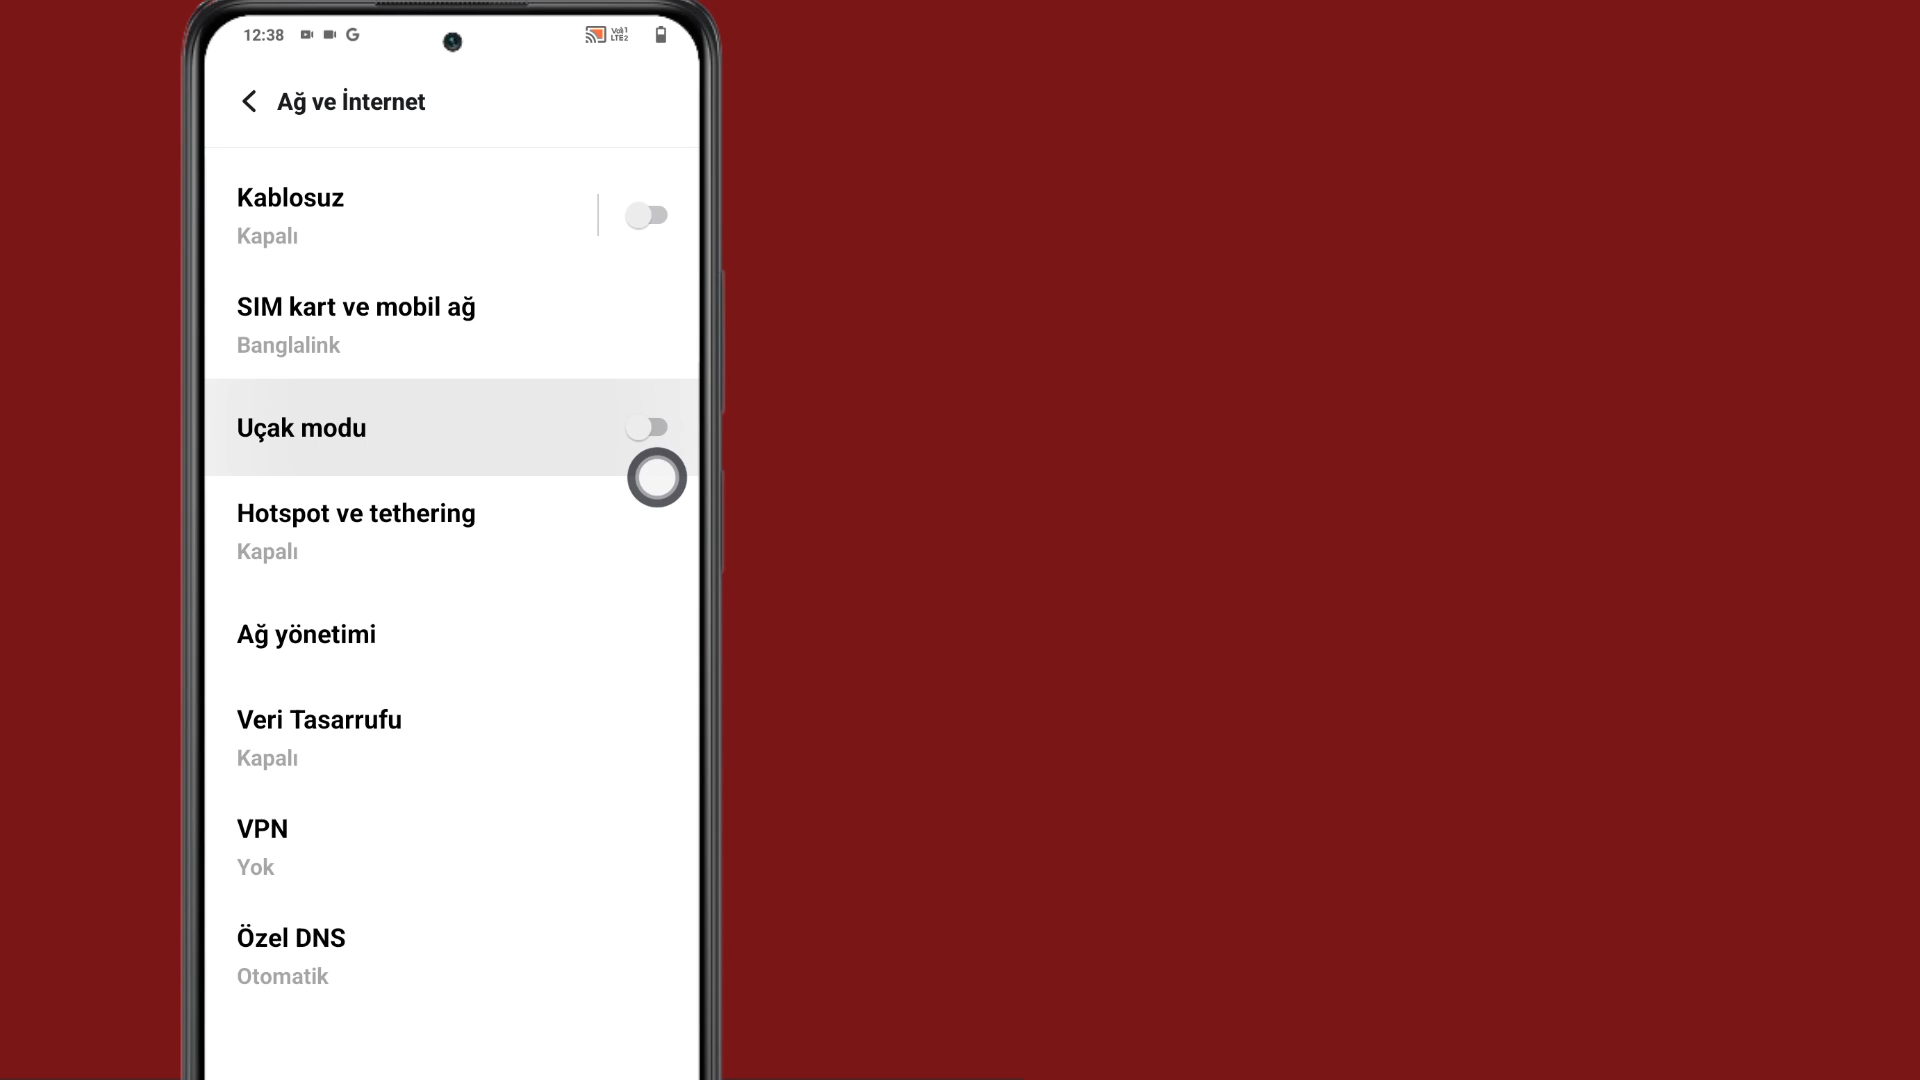 12:38
Ağ ve İnternet
Kablosuz
Kapalı
SIM kart ve mobil ağ
Banglalink
Uçak modu
Hotspot ve tethering
Kapalı
Ağ yönetimi
Veri Tasarrufu
Kapalı
VPN
Yok
Özel DNS
Otomatik